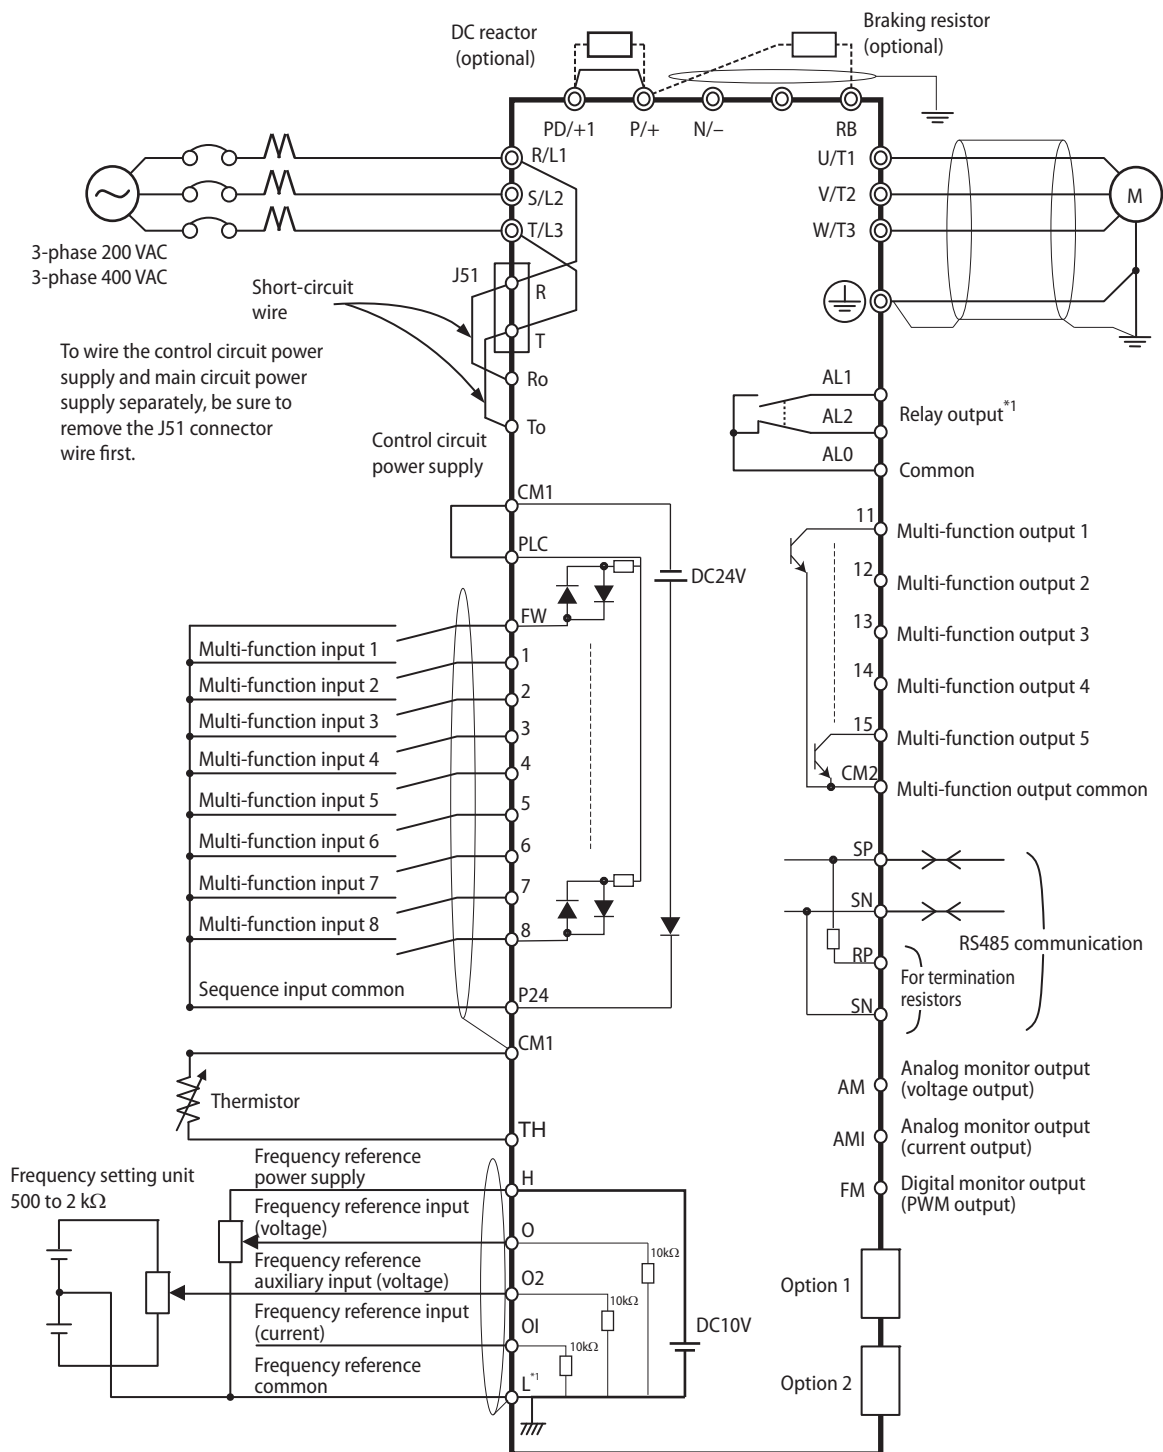 DC reactor
(optional)
Braking resistor
(optional)
PD/+1
P/+
N/–
RB
R/L1
S/L2
T/L3
U/T1
V/T2
W/T3
M
3-phase 200 VAC
3-phase 400 VAC
J51
R
T
Short-circuit
wire
To wire the control circuit power
supply and main circuit power
supply separately, be sure to
remove the J51 connector
wire first.
Ro
To
Control circuit
power supply
AL1
AL2
AL0
Relay output*1
Common
CM1
PLC
DC24V
FW
Multi-function input 1
1
Multi-function input 2
2
Multi-function input 3
3
Multi-function input 4
4
Multi-function input 5
5
Multi-function input 6
6
Multi-function input 7
7
Multi-function input 8
8
Sequence input common
P24
CM1
Thermistor
TH
11
Multi-function output 1
12
Multi-function output 2
13
Multi-function output 3
14
Multi-function output 4
15
Multi-function output 5
CM2
Multi-function output common
SP
SN
RS485 communication
RP
For termination
resistors
SN
AM
Analog monitor output
(voltage output)
AMI
Analog monitor output
(current output)
FM
Digital monitor output
(PWM output)
Frequency setting unit
500 to 2 kΩ
Frequency reference
power supply
H
Frequency reference input
(voltage)
O
10kΩ
Frequency reference
auxiliary input (voltage)
O2
10kΩ
Frequency reference input
(current)
OI
10kΩ
DC10V
Frequency reference
common
L*1
Option 1
Option 2